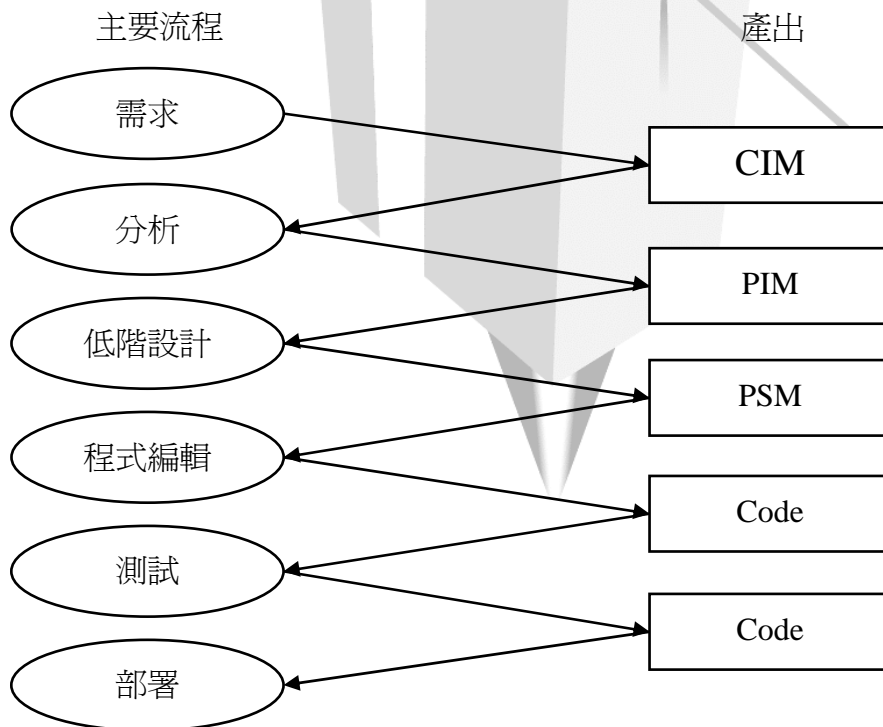 主要流程 產出
需求
CIM
分析
PIM
低階設計
PSM
程式編輯
Code
測試
Code
部署